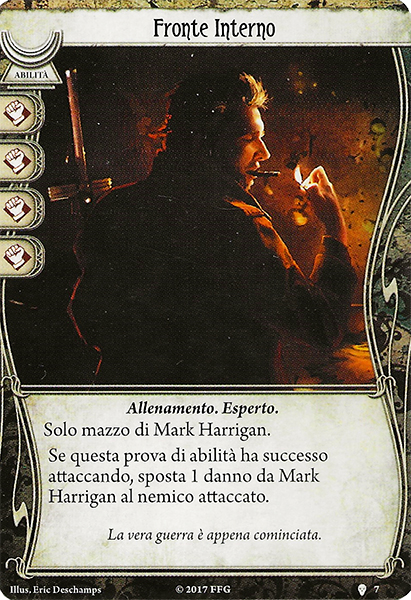 Fronte Interno
ABILITÀ
Allenamento. Esperto.
Solo mazzo di Mark Harrigan.
Se questa prova di abilità ha successo
attaccando, sposta 1 danno da Mark
Harrigan al nemico attaccato.
La vera guerra è appena cominciata.
Illus. Eric Deschamps © 2017 FFG 7